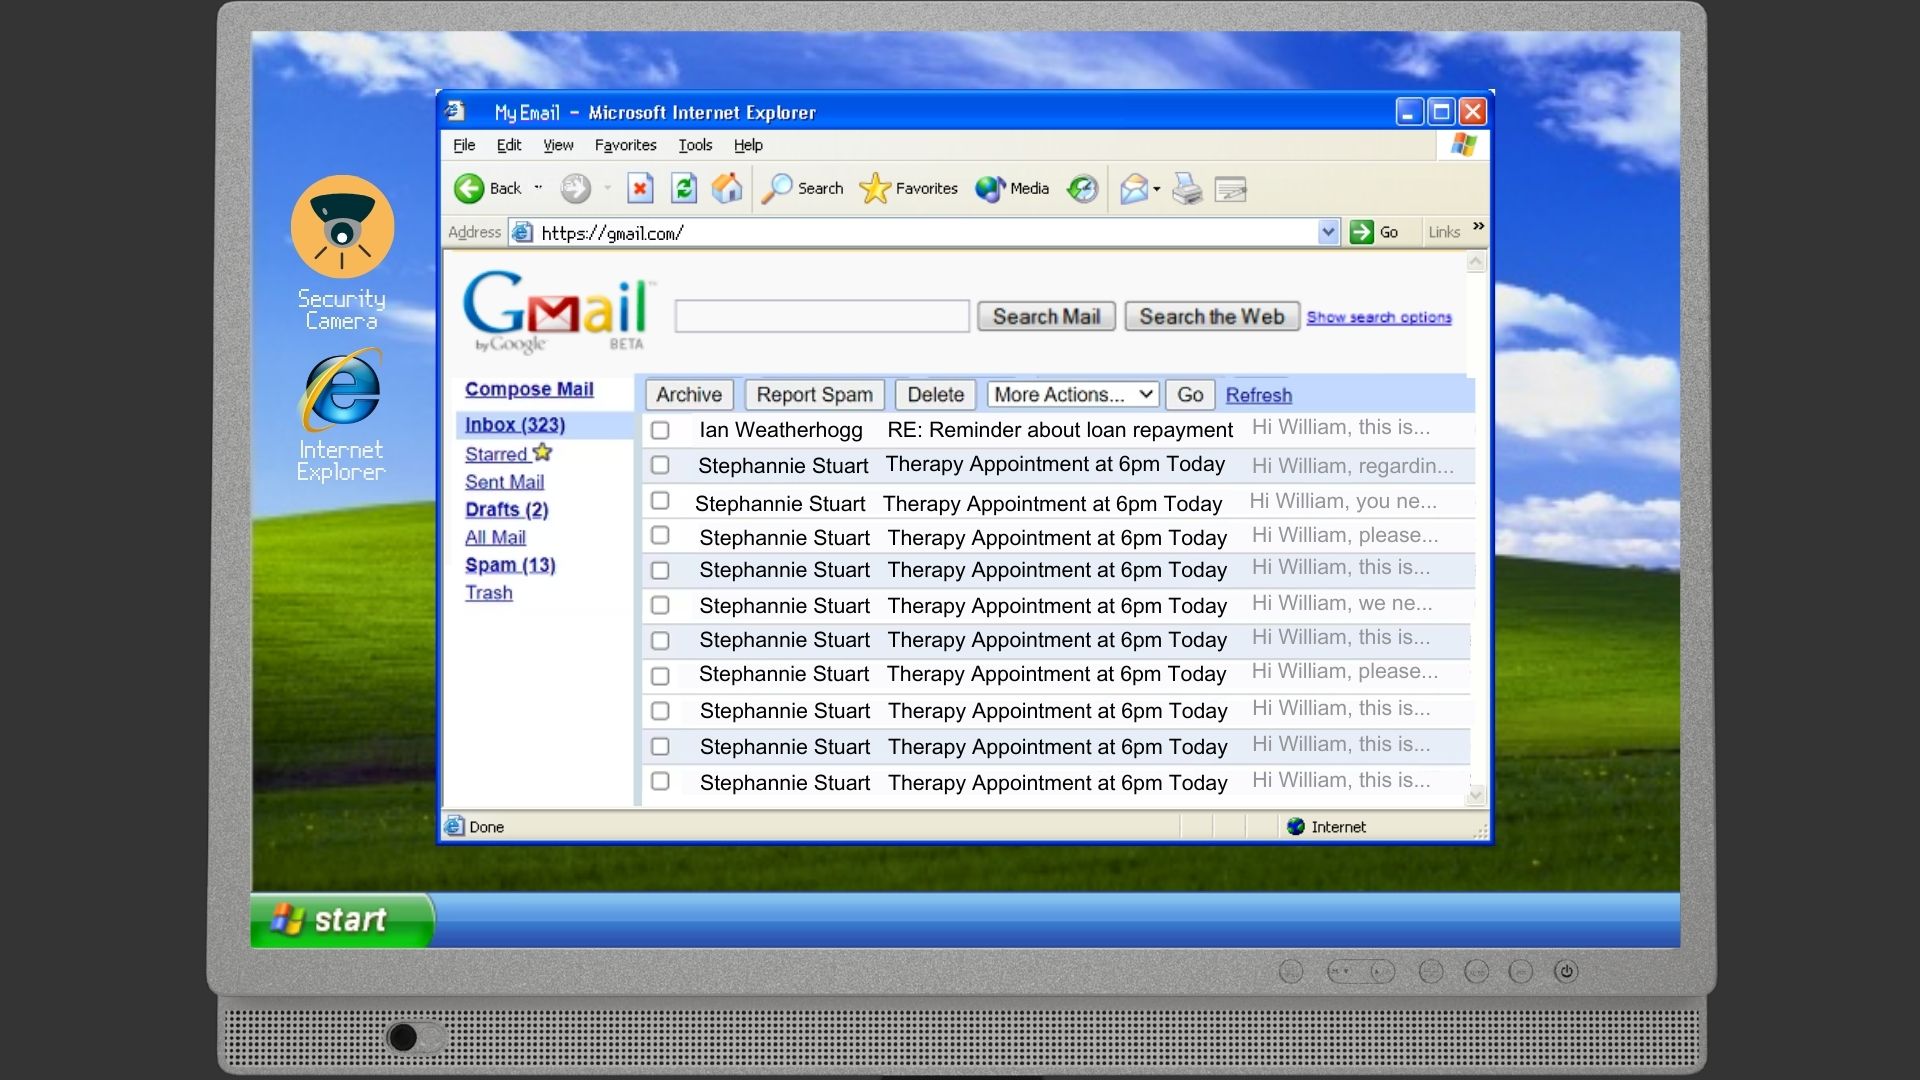 My Email - Microsoft Internet Explorer
File Edit View Favorites Tools Help
Back Search Favorites Media
Address https://gmail.com/ Go Links »
Security
Camera
Internet
Explorer
Gmail
by Google BETA
Search Mail Search the Web Show search options
Compose Mail
Inbox (323)
Starred
Sent Mail
Drafts (2)
All Mail
Spam (13)
Trash
Archive Report Spam Delete More Actions... Go Refresh
Ian Weatherhogg RE: Reminder about loan repayment Hi William, this is...
Stephannie Stuart Therapy Appointment at 6pm Today Hi William, regardin...
Stephannie Stuart Therapy Appointment at 6pm Today Hi William, you ne...
Stephannie Stuart Therapy Appointment at 6pm Today Hi William, please...
Stephannie Stuart Therapy Appointment at 6pm Today Hi William, this is...
Stephannie Stuart Therapy Appointment at 6pm Today Hi William, we ne...
Stephannie Stuart Therapy Appointment at 6pm Today Hi William, this is...
Stephannie Stuart Therapy Appointment at 6pm Today Hi William, please...
Stephannie Stuart Therapy Appointment at 6pm Today Hi William, this is...
Stephannie Stuart Therapy Appointment at 6pm Today Hi William, this is...
Stephannie Stuart Therapy Appointment at 6pm Today Hi William, this is...
Done Internet
start